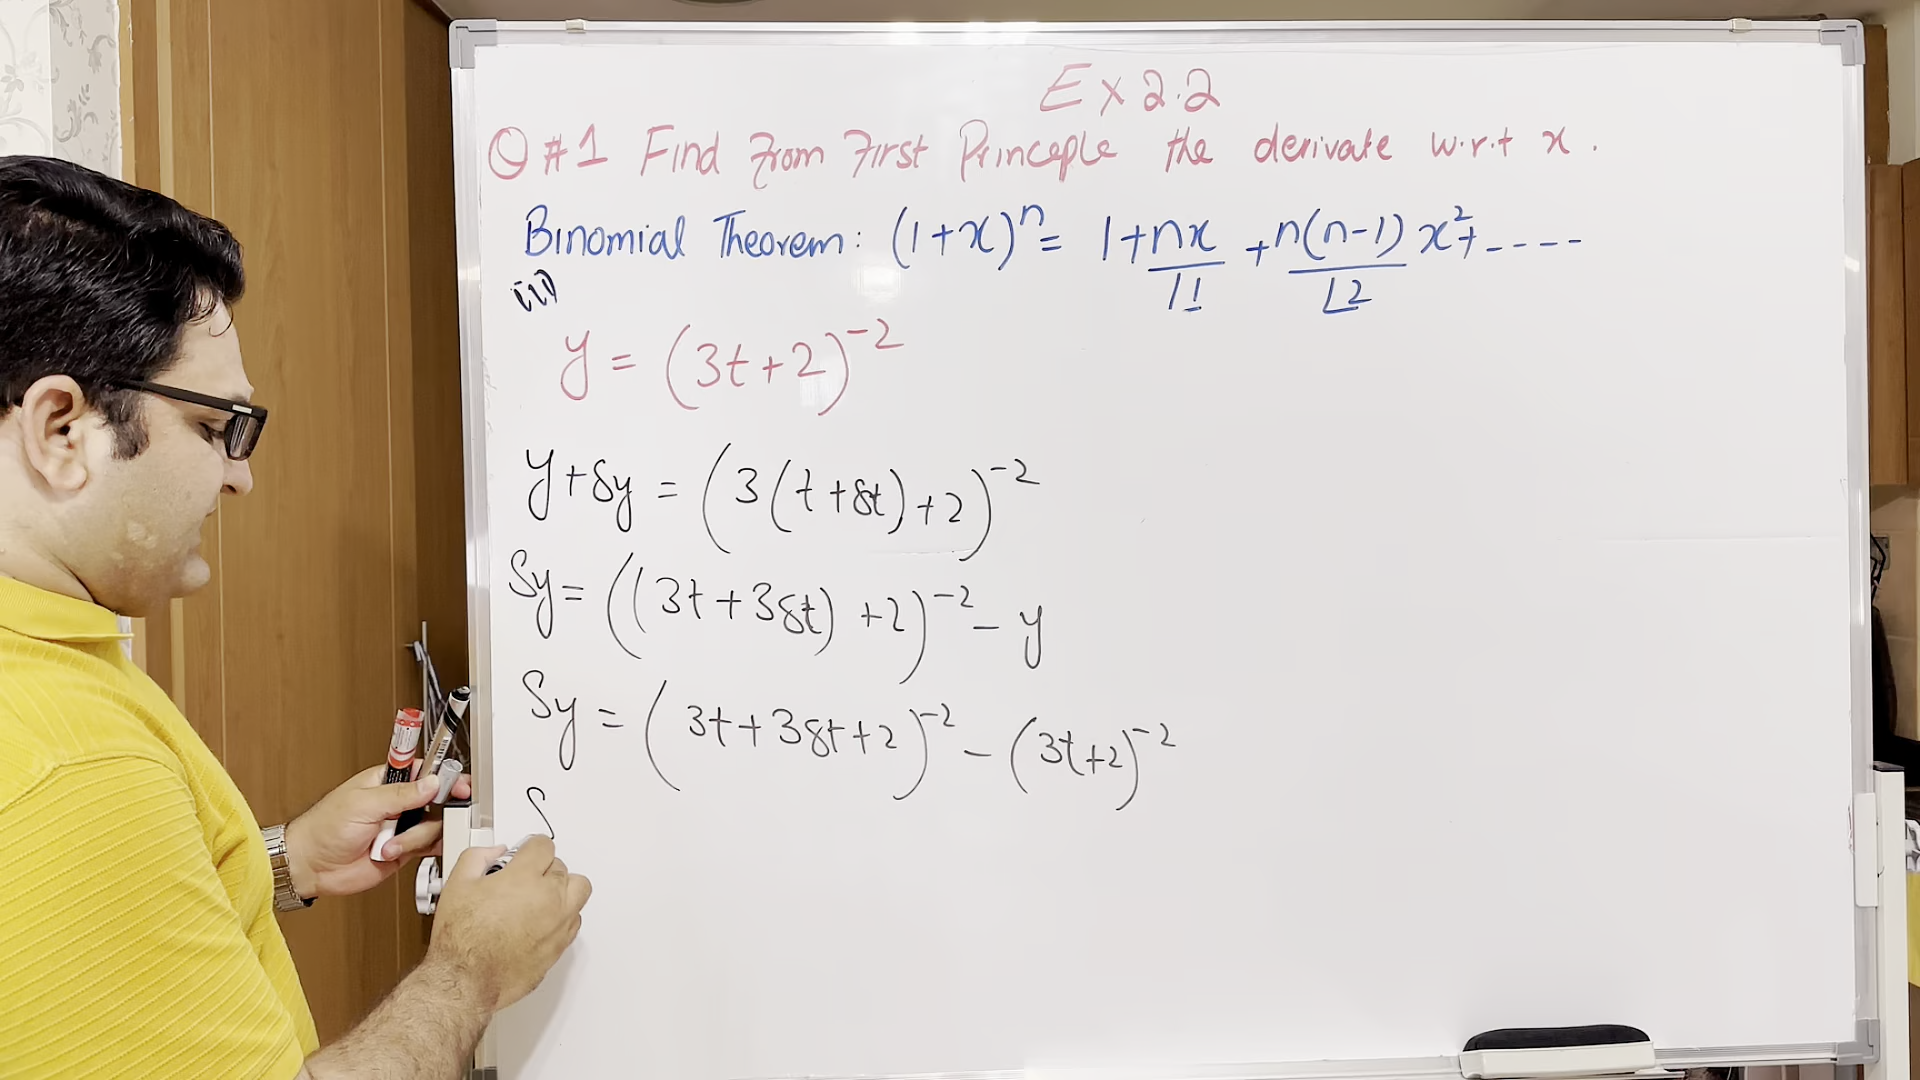 Ex 2.2
Q #1 Find From First Principle the derivate w.r.t x.
Binomial Theorem: (1+x)^n = 1+nx/|1 + n(n-1)/|2 x^2+----
(ii)
y = (3t+2)^-2
y+δy = (3(t+δt)+2)^-2
δy = ((3t+3δt)+2)^-2 - y
δy = (3t+3δt+2)^-2 - (3t+2)^-2
δ